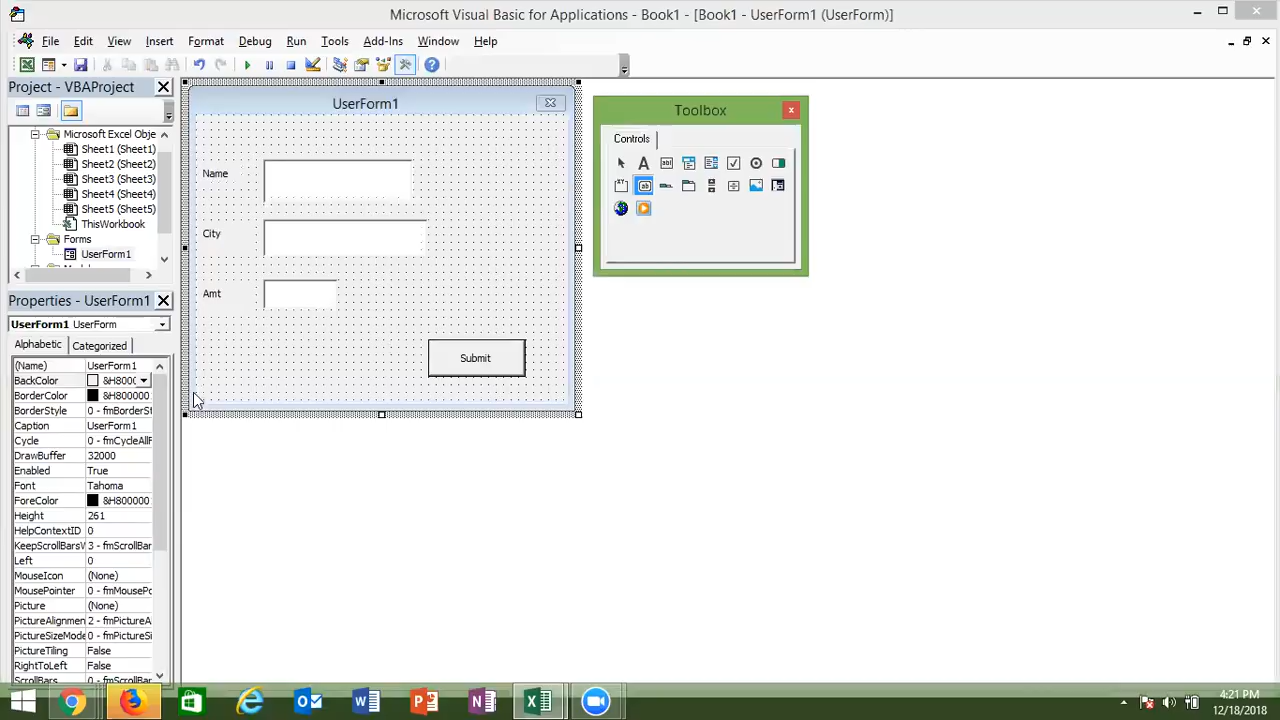 Microsoft Visual Basic for Applications - Book1 - [Book1 - UserForm1 (UserForm)]
File Edit View Insert Format Debug Run Tools Add-Ins Window Help
Project - VBAProject
Microsoft Excel Obje
Sheet1 (Sheet1)
Sheet2 (Sheet2)
Sheet3 (Sheet3)
Sheet4 (Sheet4)
Sheet5 (Sheet5)
ThisWorkbook
Forms
UserForm1
Properties - UserForm1
UserForm1 UserForm
Alphabetic Categorized
(Name) UserForm1
BackColor &H8000
BorderColor &H800000
BorderStyle 0 - fmBorderSt
Caption UserForm1
Cycle 0 - fmCycleAllF
DrawBuffer 32000
Enabled True
Font Tahoma
ForeColor &H800000
Height 261
HelpContextID 0
KeepScrollBarsV 3 - fmScrollBar
Left 0
MouseIcon (None)
MousePointer 0 - fmMousePo
Picture (None)
PictureAlignmen 2 - fmPictureA
PictureSizeMode 0 - fmPictureSi
PictureTiling False
RightToLeft False
ScrollBars 0 - fmScrollBar
UserForm1
Name
City
Amt
Submit
Toolbox
Controls
4:21 PM
12/18/2018